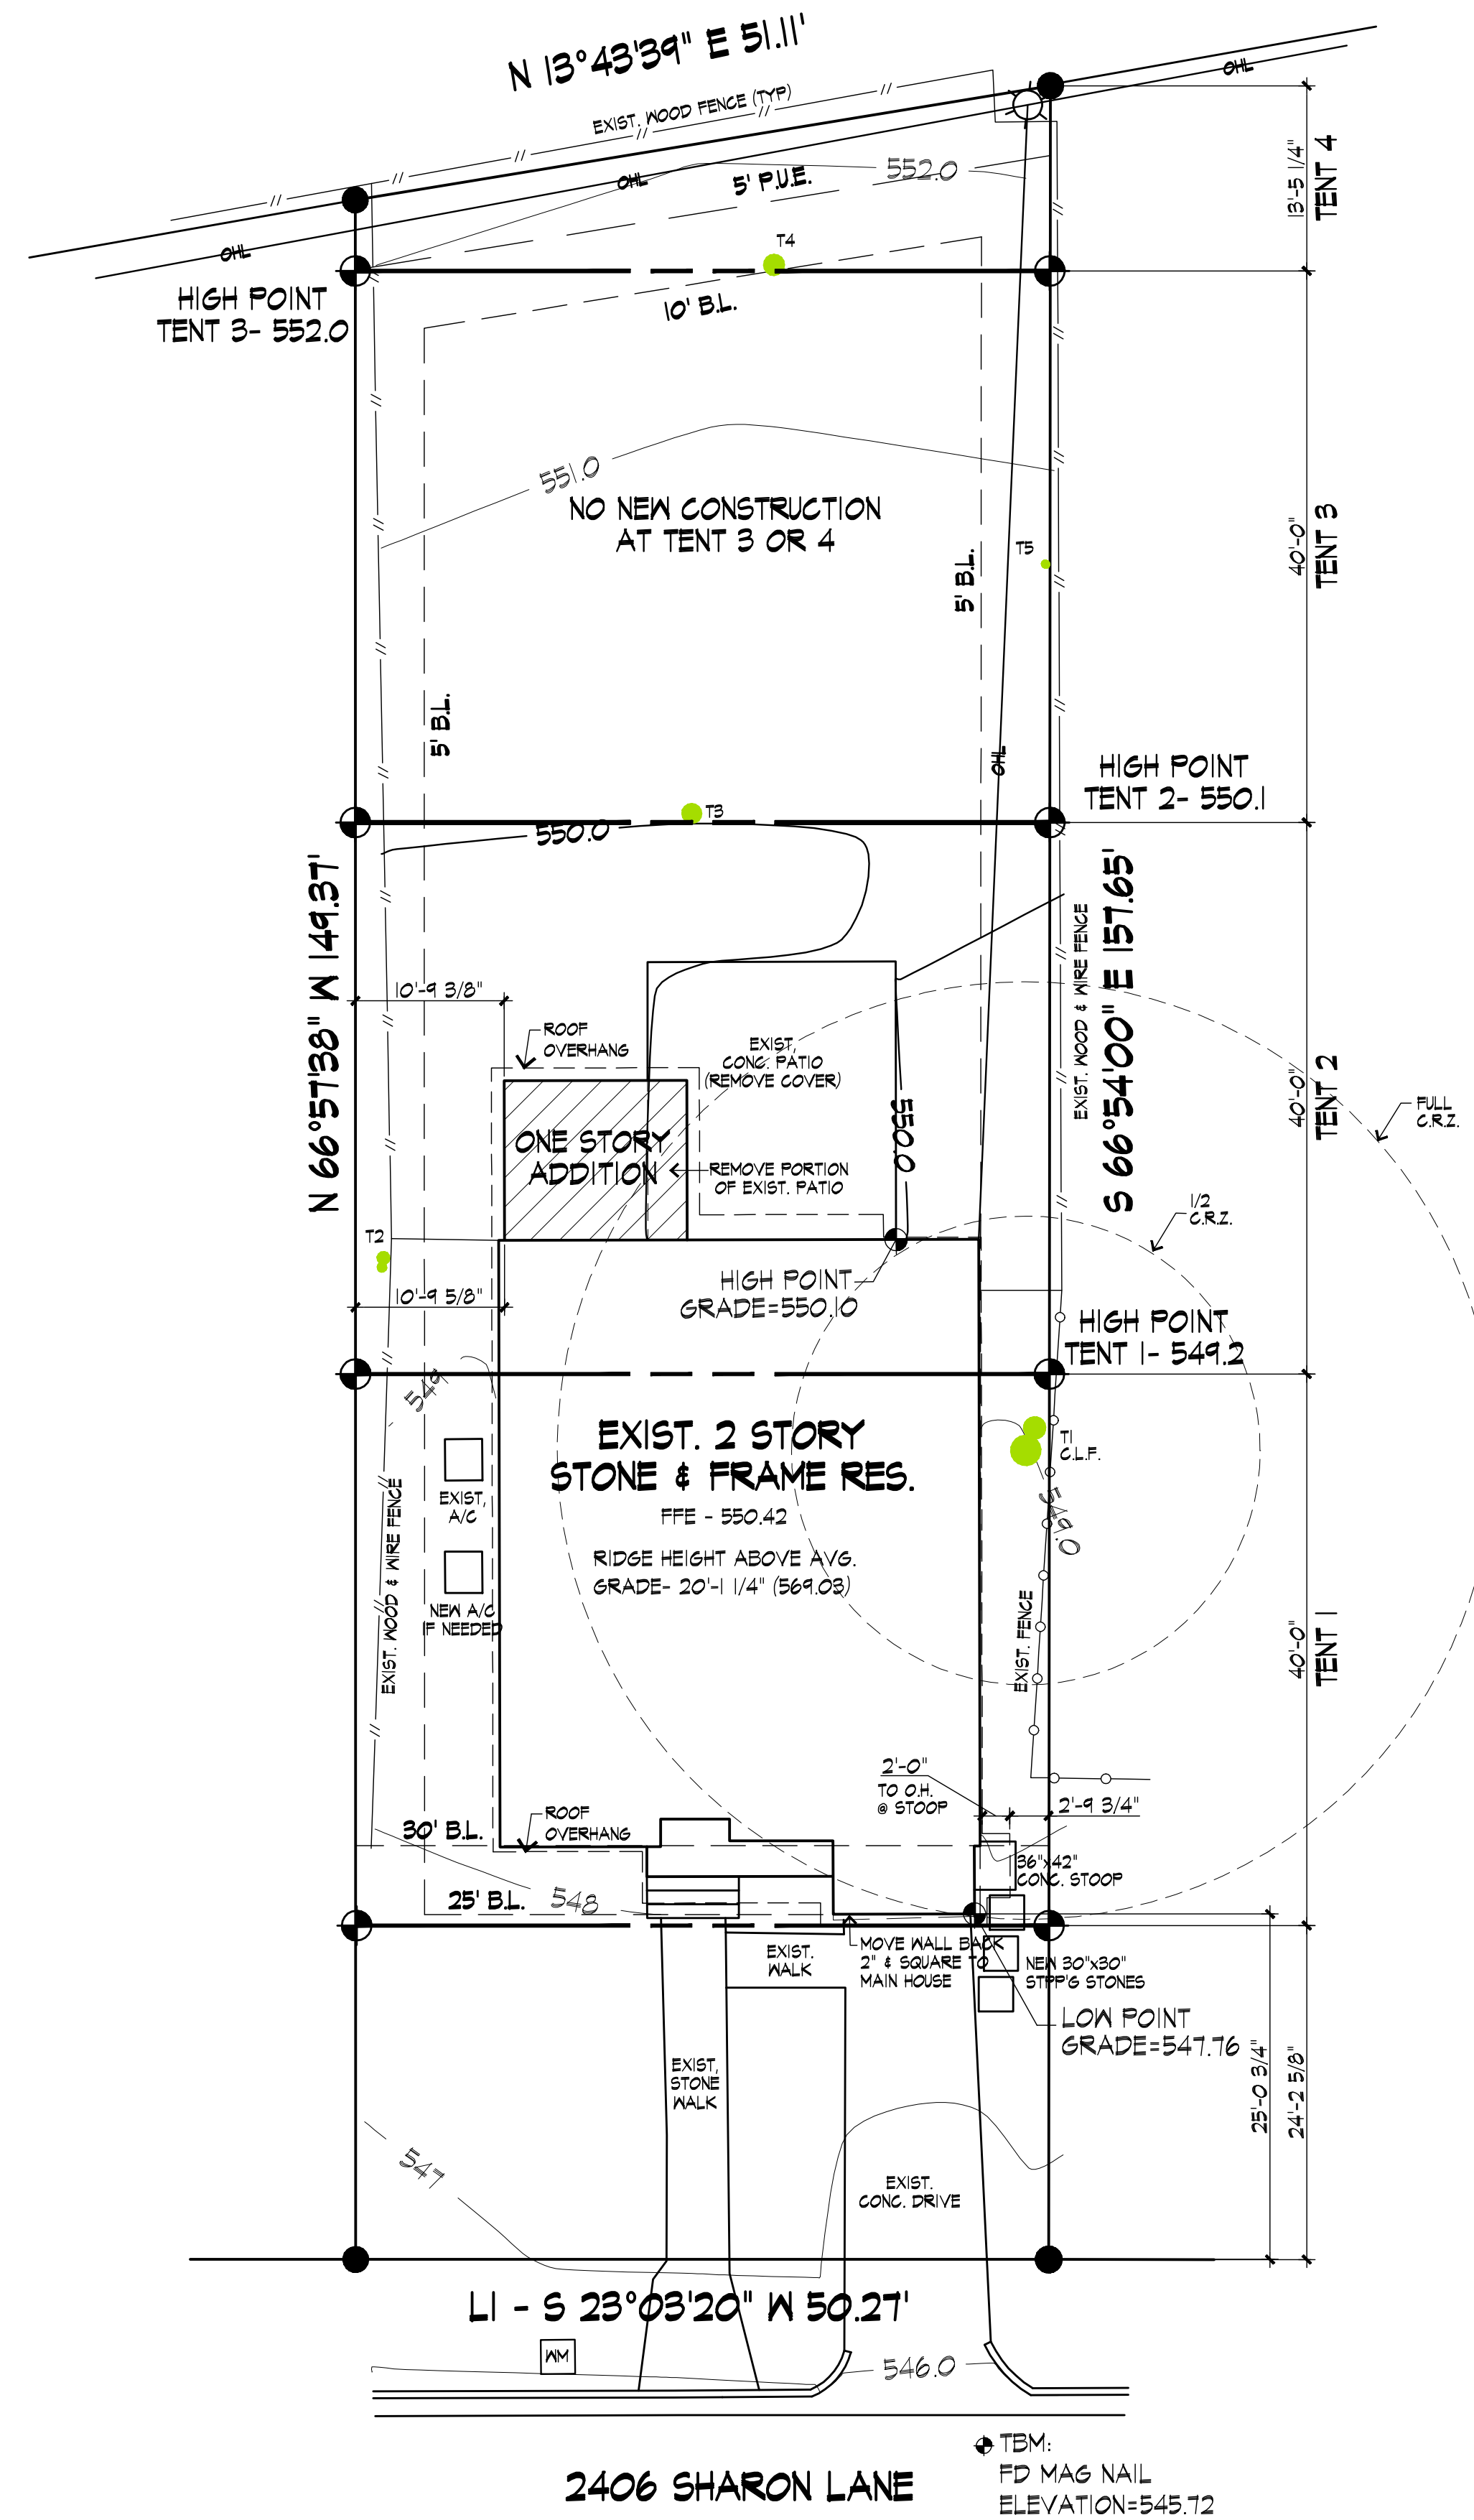 N 13°43'39" E 51.11'
OHL
EXIST. WOOD FENCE (TYP)
13'-5 1/4"
TENT 4
552.0
OHL
5' P.U.E.
T4
OHL
HIGH POINT
TENT 3- 552.0
10' B.L.
551.0
NO NEW CONSTRUCTION
AT TENT 3 OR 4
T5
5' B.L.
40'-0"
TENT 3
5' B.L.
OHL
HIGH POINT
TENT 2- 550.1
T3
550.0
N 66°57'38" W 149.37'
S 66°54'00" E 157.65'
EXIST. WOOD & WIRE FENCE
10'-9 3/8"
ROOF
OVERHANG
EXIST,
CONC. PATIO
(REMOVE COVER)
40'-0"
TENT 2
FULL
C.R.Z.
550.0
ONE STORY
ADDITION
REMOVE PORTION
OF EXIST. PATIO
1/2
C.R.Z.
T2
HIGH POINT
GRADE=550.10
10'-9 5/8"
HIGH POINT
TENT 1- 549.2
549
EXIST. 2 STORY
STONE & FRAME RES.
T1
C.L.F.
549.0
EXIST,
A/C
FFE - 550.42
RIDGE HEIGHT ABOVE AVG.
GRADE- 20'-1 1/4" (569.03)
EXIST. WOOD & WIRE FENCE
NEW A/C
IF NEEDED
EXIST. FENCE
40'-0"
TENT 1
2'-0"
TO O.H.
@ STOOP
2'-9 3/4"
30' B.L.
ROOF
OVERHANG
36"x42"
CONC. STOOP
25' B.L.
548
EXIST.
WALK
MOVE WALL BACK
2" & SQUARE TO
MAIN HOUSE
NEW 30"x30"
STPP'G STONES
LOW POINT
GRADE=547.76
EXIST,
STONE
WALK
25'-0 3/4"
24'-2 5/8"
547
EXIST.
CONC. DRIVE
L1 - S 23°03'20" W 50.27'
WM
546.0
TBM:
FD MAG NAIL
ELEVATION=545.72
2406 SHARON LANE